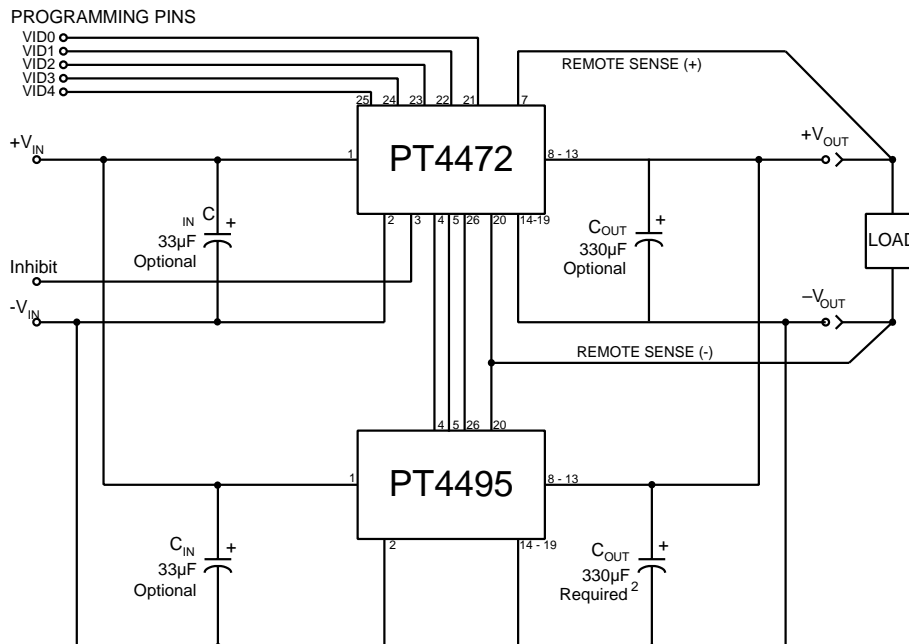 PROGRAMMING PINS
VID0
VID1
VID2
VID3
VID4
25 24 23 22 21 7
REMOTE SENSE (+)
+VIN
1
PT4472
8 - 13
+VOUT
2 3 4 5 26 20 14-19
IN C +
33µF
Optional
COUT +
330µF
Optional
LOAD
Inhibit
-VIN
–VOUT
REMOTE SENSE (-)
4 5 26 20
1
PT4495
8 - 13
2 14 - 19
CIN +
33µF
Optional
COUT +
330µF
Required 2